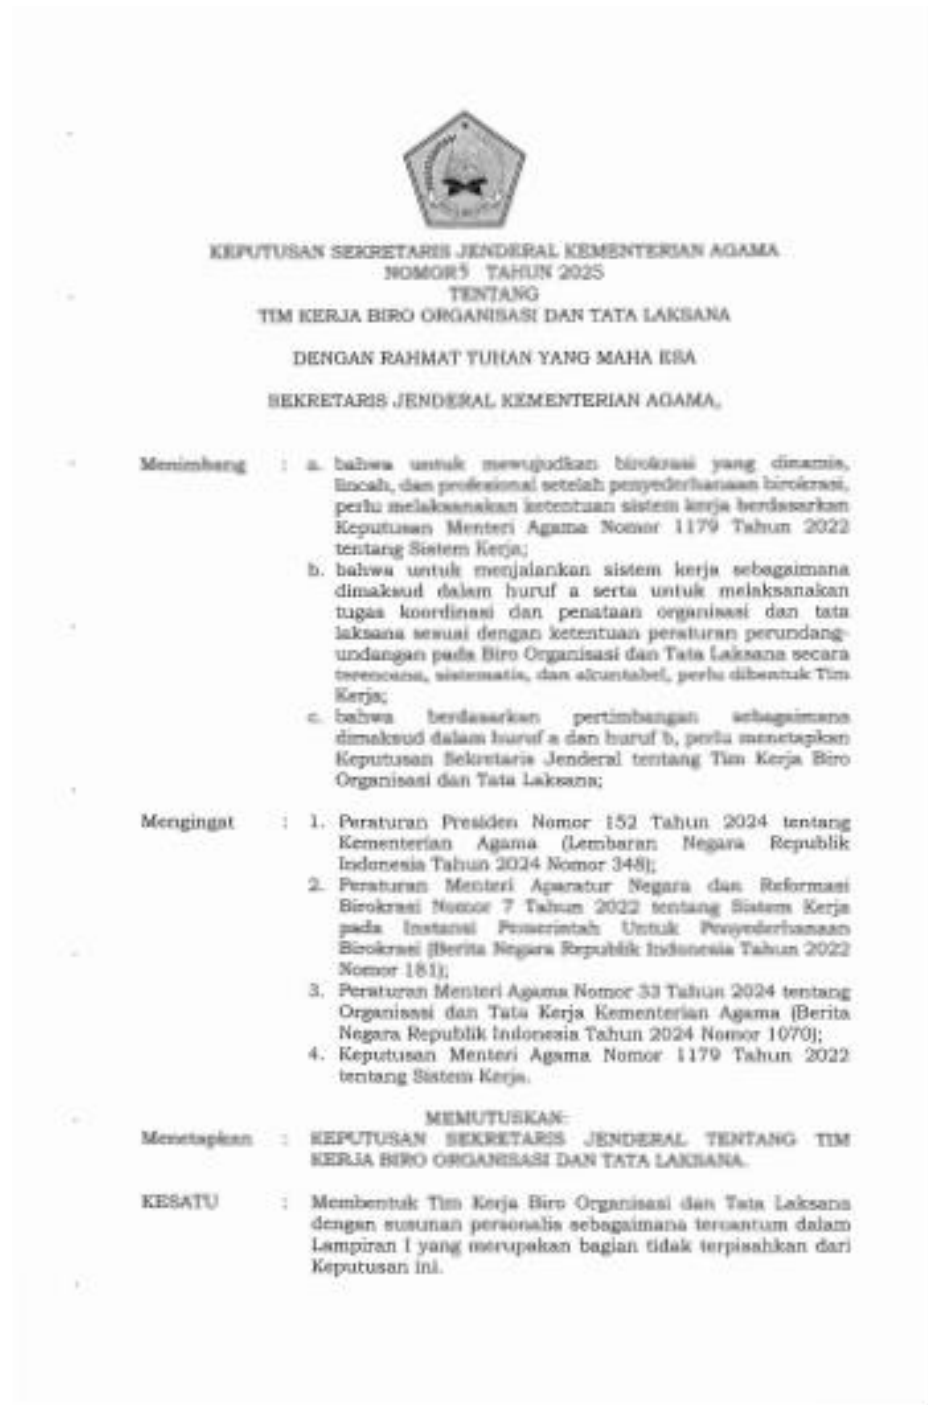 KEPUTUSAN SEKRETARIS JENDERAL KEMENTERIAN AGAMA
NOMOR5 TAHUN 2025
TENTANG
TIM KERJA BIRO ORGANISASI DAN TATA LAKSANA
DENGAN RAHMAT TUHAN YANG MAHA ESA
SEKRETARIS JENDERAL KEMENTERIAN AGAMA,
Menimbang : a. bahwa untuk mewujudkan birokrasi yang dinamis,
lincah, dan profesional setelah penyederhanaan birokrasi,
perlu melaksanakan ketentuan sistem kerja berdasarkan
Keputusan Menteri Agama Nomor 1179 Tahun 2022
tentang Sistem Kerja;
b. bahwa untuk menjalankan sistem kerja sebagaimana
dimaksud dalam huruf a serta untuk melaksanakan
tugas koordinasi dan penataan organisasi dan tata
laksana sesuai dengan ketentuan peraturan perundang-
undangan pada Biro Organisasi dan Tata Laksana secara
terencana, sistematis, dan akuntabel, perlu dibentuk Tim
Kerja;
c. bahwa berdasarkan pertimbangan sebagaimana
dimaksud dalam huruf a dan huruf b, perlu menetapkan
Keputusan Sekretaris Jenderal tentang Tim Kerja Biro
Organisasi dan Tata Laksana;
Mengingat : 1. Peraturan Presiden Nomor 152 Tahun 2024 tentang
Kementerian Agama (Lembaran Negara Republik
Indonesia Tahun 2024 Nomor 348);
2. Peraturan Menteri Aparatur Negara dan Reformasi
Birokrasi Nomor 7 Tahun 2022 tentang Sistem Kerja
pada Instansi Pemerintah Untuk Penyederhanaan
Birokrasi (Berita Negara Republik Indonesia Tahun 2022
Nomor 181);
3. Peraturan Menteri Agama Nomor 33 Tahun 2024 tentang
Organisasi dan Tata Kerja Kementerian Agama (Berita
Negara Republik Indonesia Tahun 2024 Nomor 1070);
4. Keputusan Menteri Agama Nomor 1179 Tahun 2022
tentang Sistem Kerja.
MEMUTUSKAN:
Menetapkan : KEPUTUSAN SEKRETARIS JENDERAL TENTANG TIM
KERJA BIRO ORGANISASI DAN TATA LAKSANA.
KESATU : Membentuk Tim Kerja Biro Organisasi dan Tata Laksana
dengan susunan personalia sebagaimana tercantum dalam
Lampiran I yang merupakan bagian tidak terpisahkan dari
Keputusan ini.